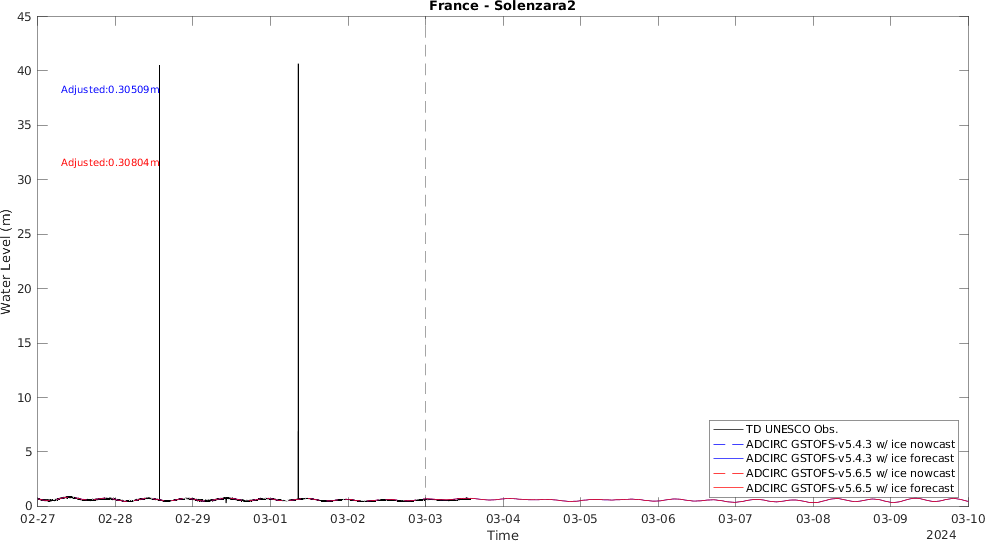 France - Solenzara2
45
40
35
30
25
20
15
10
5
0
Water Level (m)
Adjusted:0.30509m
Adjusted:0.30804m
TD UNESCO Obs.
ADCIRC GSTOFS-v5.4.3 w/ ice nowcast
ADCIRC GSTOFS-v5.4.3 w/ ice forecast
ADCIRC GSTOFS-v5.6.5 w/ ice nowcast
ADCIRC GSTOFS-v5.6.5 w/ ice forecast
02-27 02-28 02-29 03-01 03-02 03-03 03-04 03-05 03-06 03-07 03-08 03-09 03-10
Time
2024